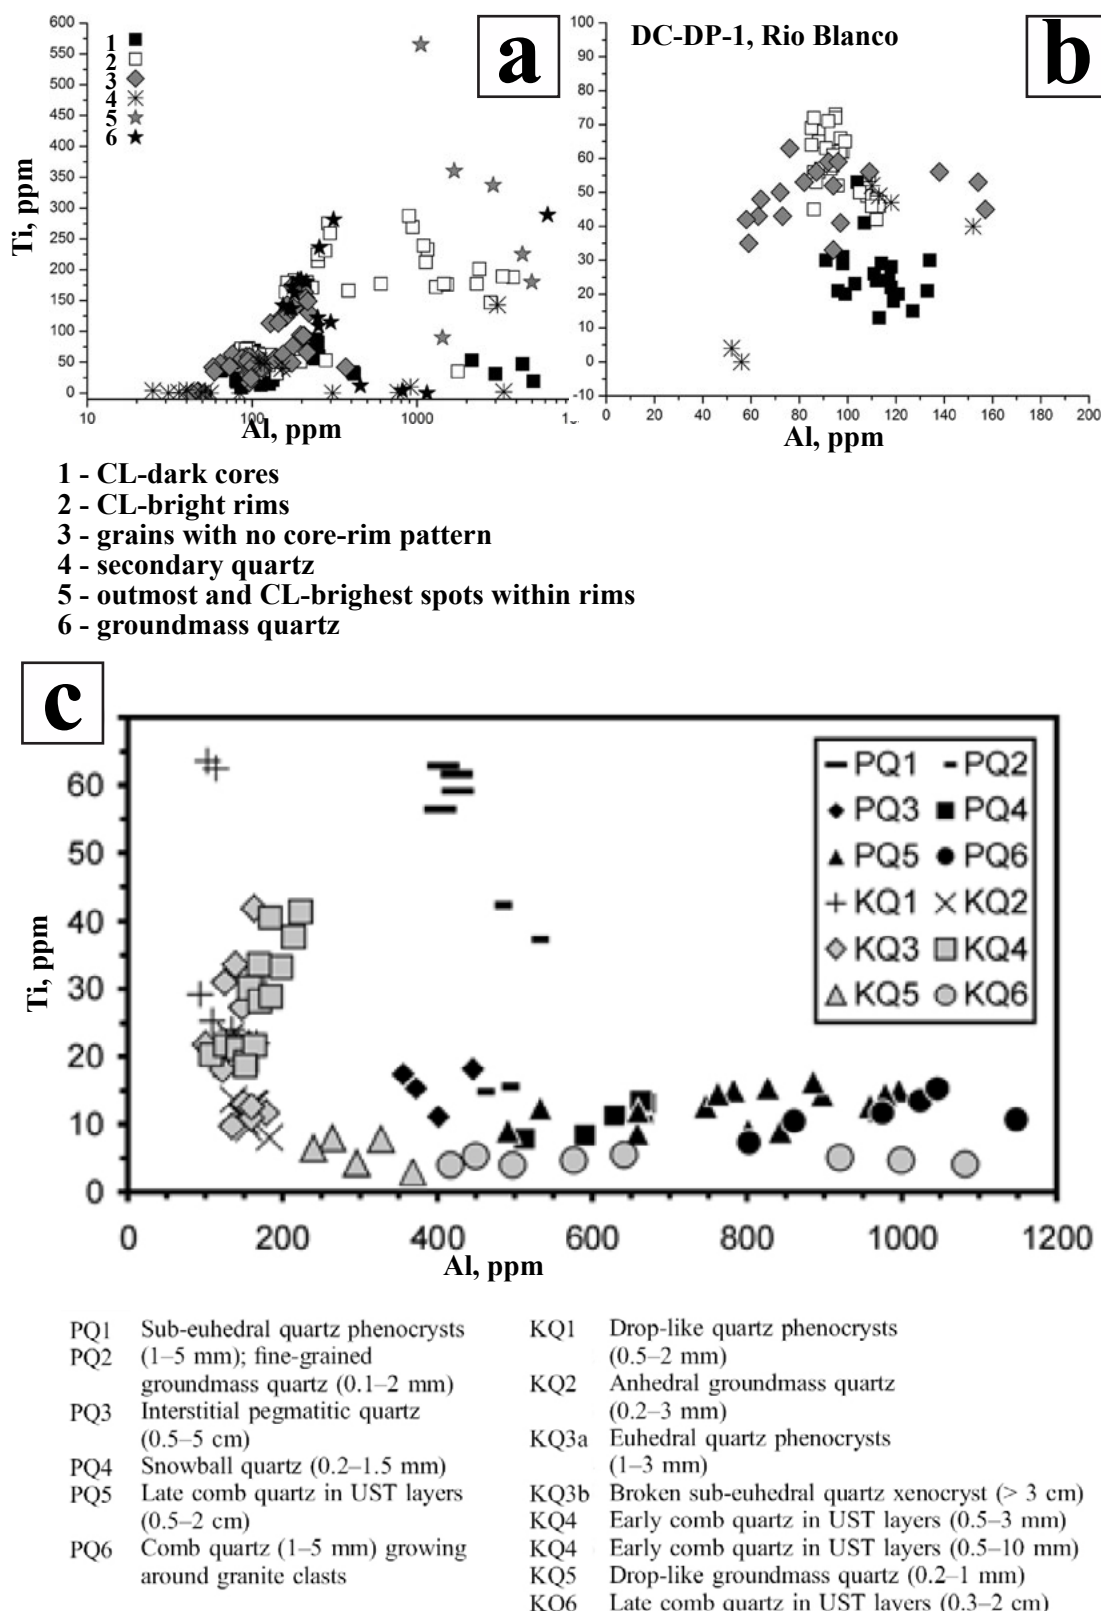 600
550
500
450
400
350
300
250
200
150
100
50
0
Ti, ppm
1
2
3
4
5
6
a
10
100
1000
Al, ppm
100
90
80
70
60
50
40
30
20
10
0
-10
DC-DP-1, Rio Blanco
b
0 20 40 60 80 100 120 140 160 180 200
Al, ppm
1 - CL-dark cores
2 - CL-bright rims
3 - grains with no core-rim pattern
4 - secondary quartz
5 - outmost and CL-brighest spots within rims
6 - groundmass quartz
c
60
50
40
30
20
10
0
Ti, ppm
PQ1 PQ2
PQ3 PQ4
PQ5 PQ6
KQ1 KQ2
KQ3 KQ4
KQ5 KQ6
0 200 400 600 800 1000 1200
Al, ppm
PQ1 Sub-euhedral quartz phenocrysts
PQ2 (1–5 mm); fine-grained
groundmass quartz (0.1–2 mm)
PQ3 Interstitial pegmatitic quartz
(0.5–5 cm)
PQ4 Snowball quartz (0.2–1.5 mm)
PQ5 Late comb quartz in UST layers
(0.5–2 cm)
PQ6 Comb quartz (1–5 mm) growing
around granite clasts
KQ1 Drop-like quartz phenocrysts
(0.5–2 mm)
KQ2 Anhedral groundmass quartz
(0.2–3 mm)
KQ3a Euhedral quartz phenocrysts
(1–3 mm)
KQ3b Broken sub-euhedral quartz xenocryst (> 3 cm)
KQ4 Early comb quartz in UST layers (0.5–3 mm)
KQ4 Early comb quartz in UST layers (0.5–10 mm)
KQ5 Drop-like groundmass quartz (0.2–1 mm)
KQ6 Late comb quartz in UST layers (0.3–2 cm)